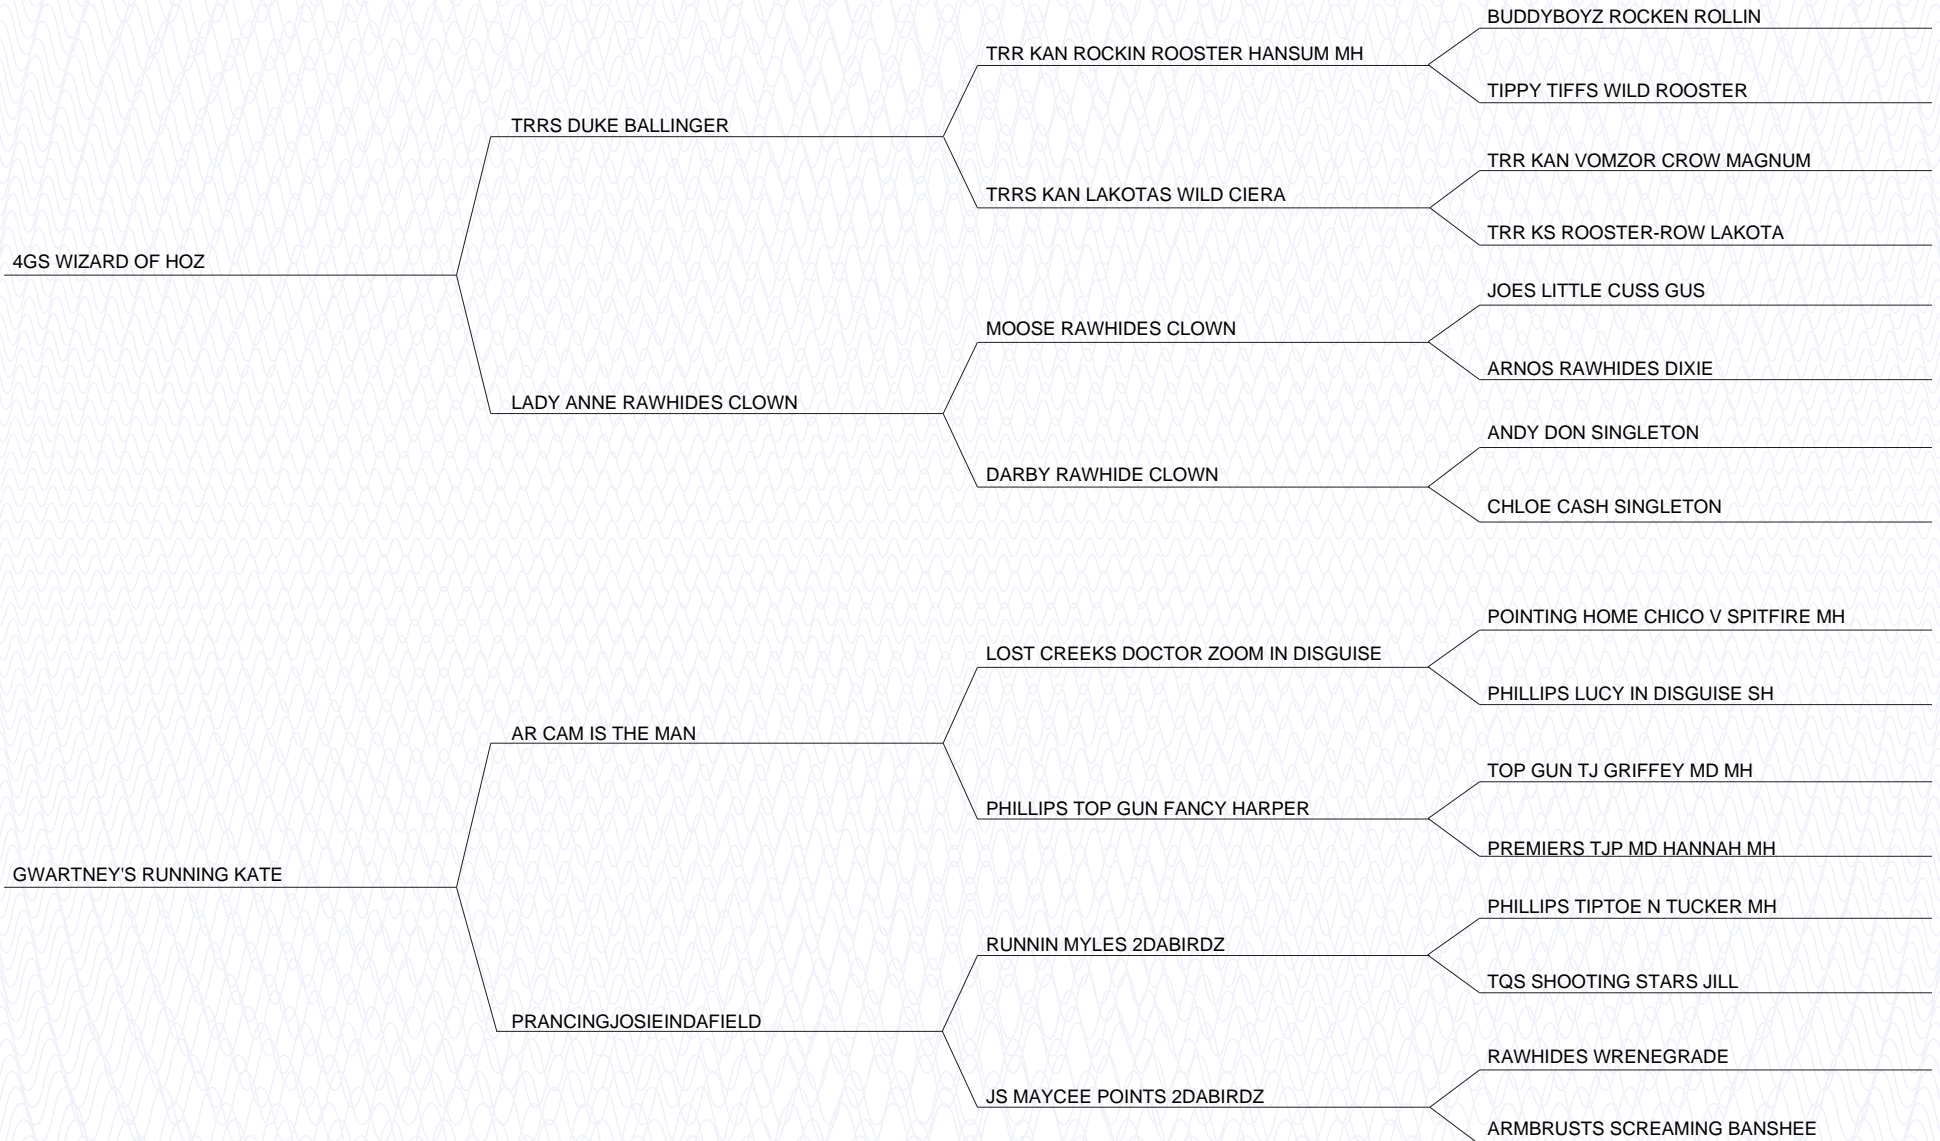 BUDDYBOYZ ROCKEN ROLLIN
TRR KAN ROCKIN ROOSTER HANSUM MH
TIPPY TIFFS WILD ROOSTER
TRRS DUKE BALLINGER
TRR KAN VOMZOR CROW MAGNUM
TRRS KAN LAKOTAS WILD CIERA
TRR KS ROOSTER-ROW LAKOTA
4GS WIZARD OF HOZ
JOES LITTLE CUSS GUS
MOOSE RAWHIDES CLOWN
ARNOS RAWHIDES DIXIE
LADY ANNE RAWHIDES CLOWN
ANDY DON SINGLETON
DARBY RAWHIDE CLOWN
CHLOE CASH SINGLETON
POINTING HOME CHICO V SPITFIRE MH
LOST CREEKS DOCTOR ZOOM IN DISGUISE
PHILLIPS LUCY IN DISGUISE SH
AR CAM IS THE MAN
TOP GUN TJ GRIFFEY MD MH
PHILLIPS TOP GUN FANCY HARPER
PREMIERS TJP MD HANNAH MH
GWARTNEY'S RUNNING KATE
PHILLIPS TIPTOE N TUCKER MH
RUNNIN MYLES 2DABIRDZ
TQS SHOOTING STARS JILL
PRANCINGJOSIEINDAFIELD
RAWHIDES WRENEGRADE
JS MAYCEE POINTS 2DABIRDZ
ARMBRUSTS SCREAMING BANSHEE